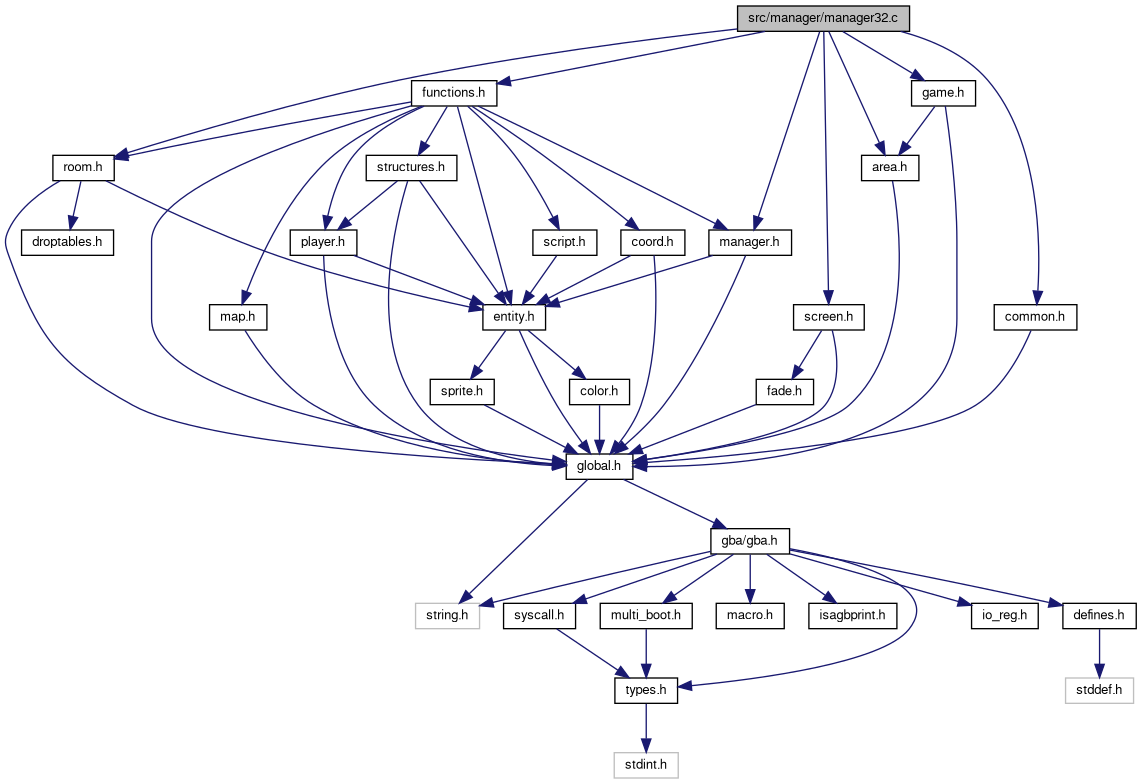 src/manager/manager32.c
functions.h
game.h
room.h
structures.h
area.h
droptables.h
player.h
script.h
coord.h
manager.h
map.h
entity.h
screen.h
common.h
sprite.h
color.h
fade.h
global.h
gba/gba.h
string.h
syscall.h
multi_boot.h
macro.h
isagbprint.h
io_reg.h
defines.h
types.h
stddef.h
stdint.h